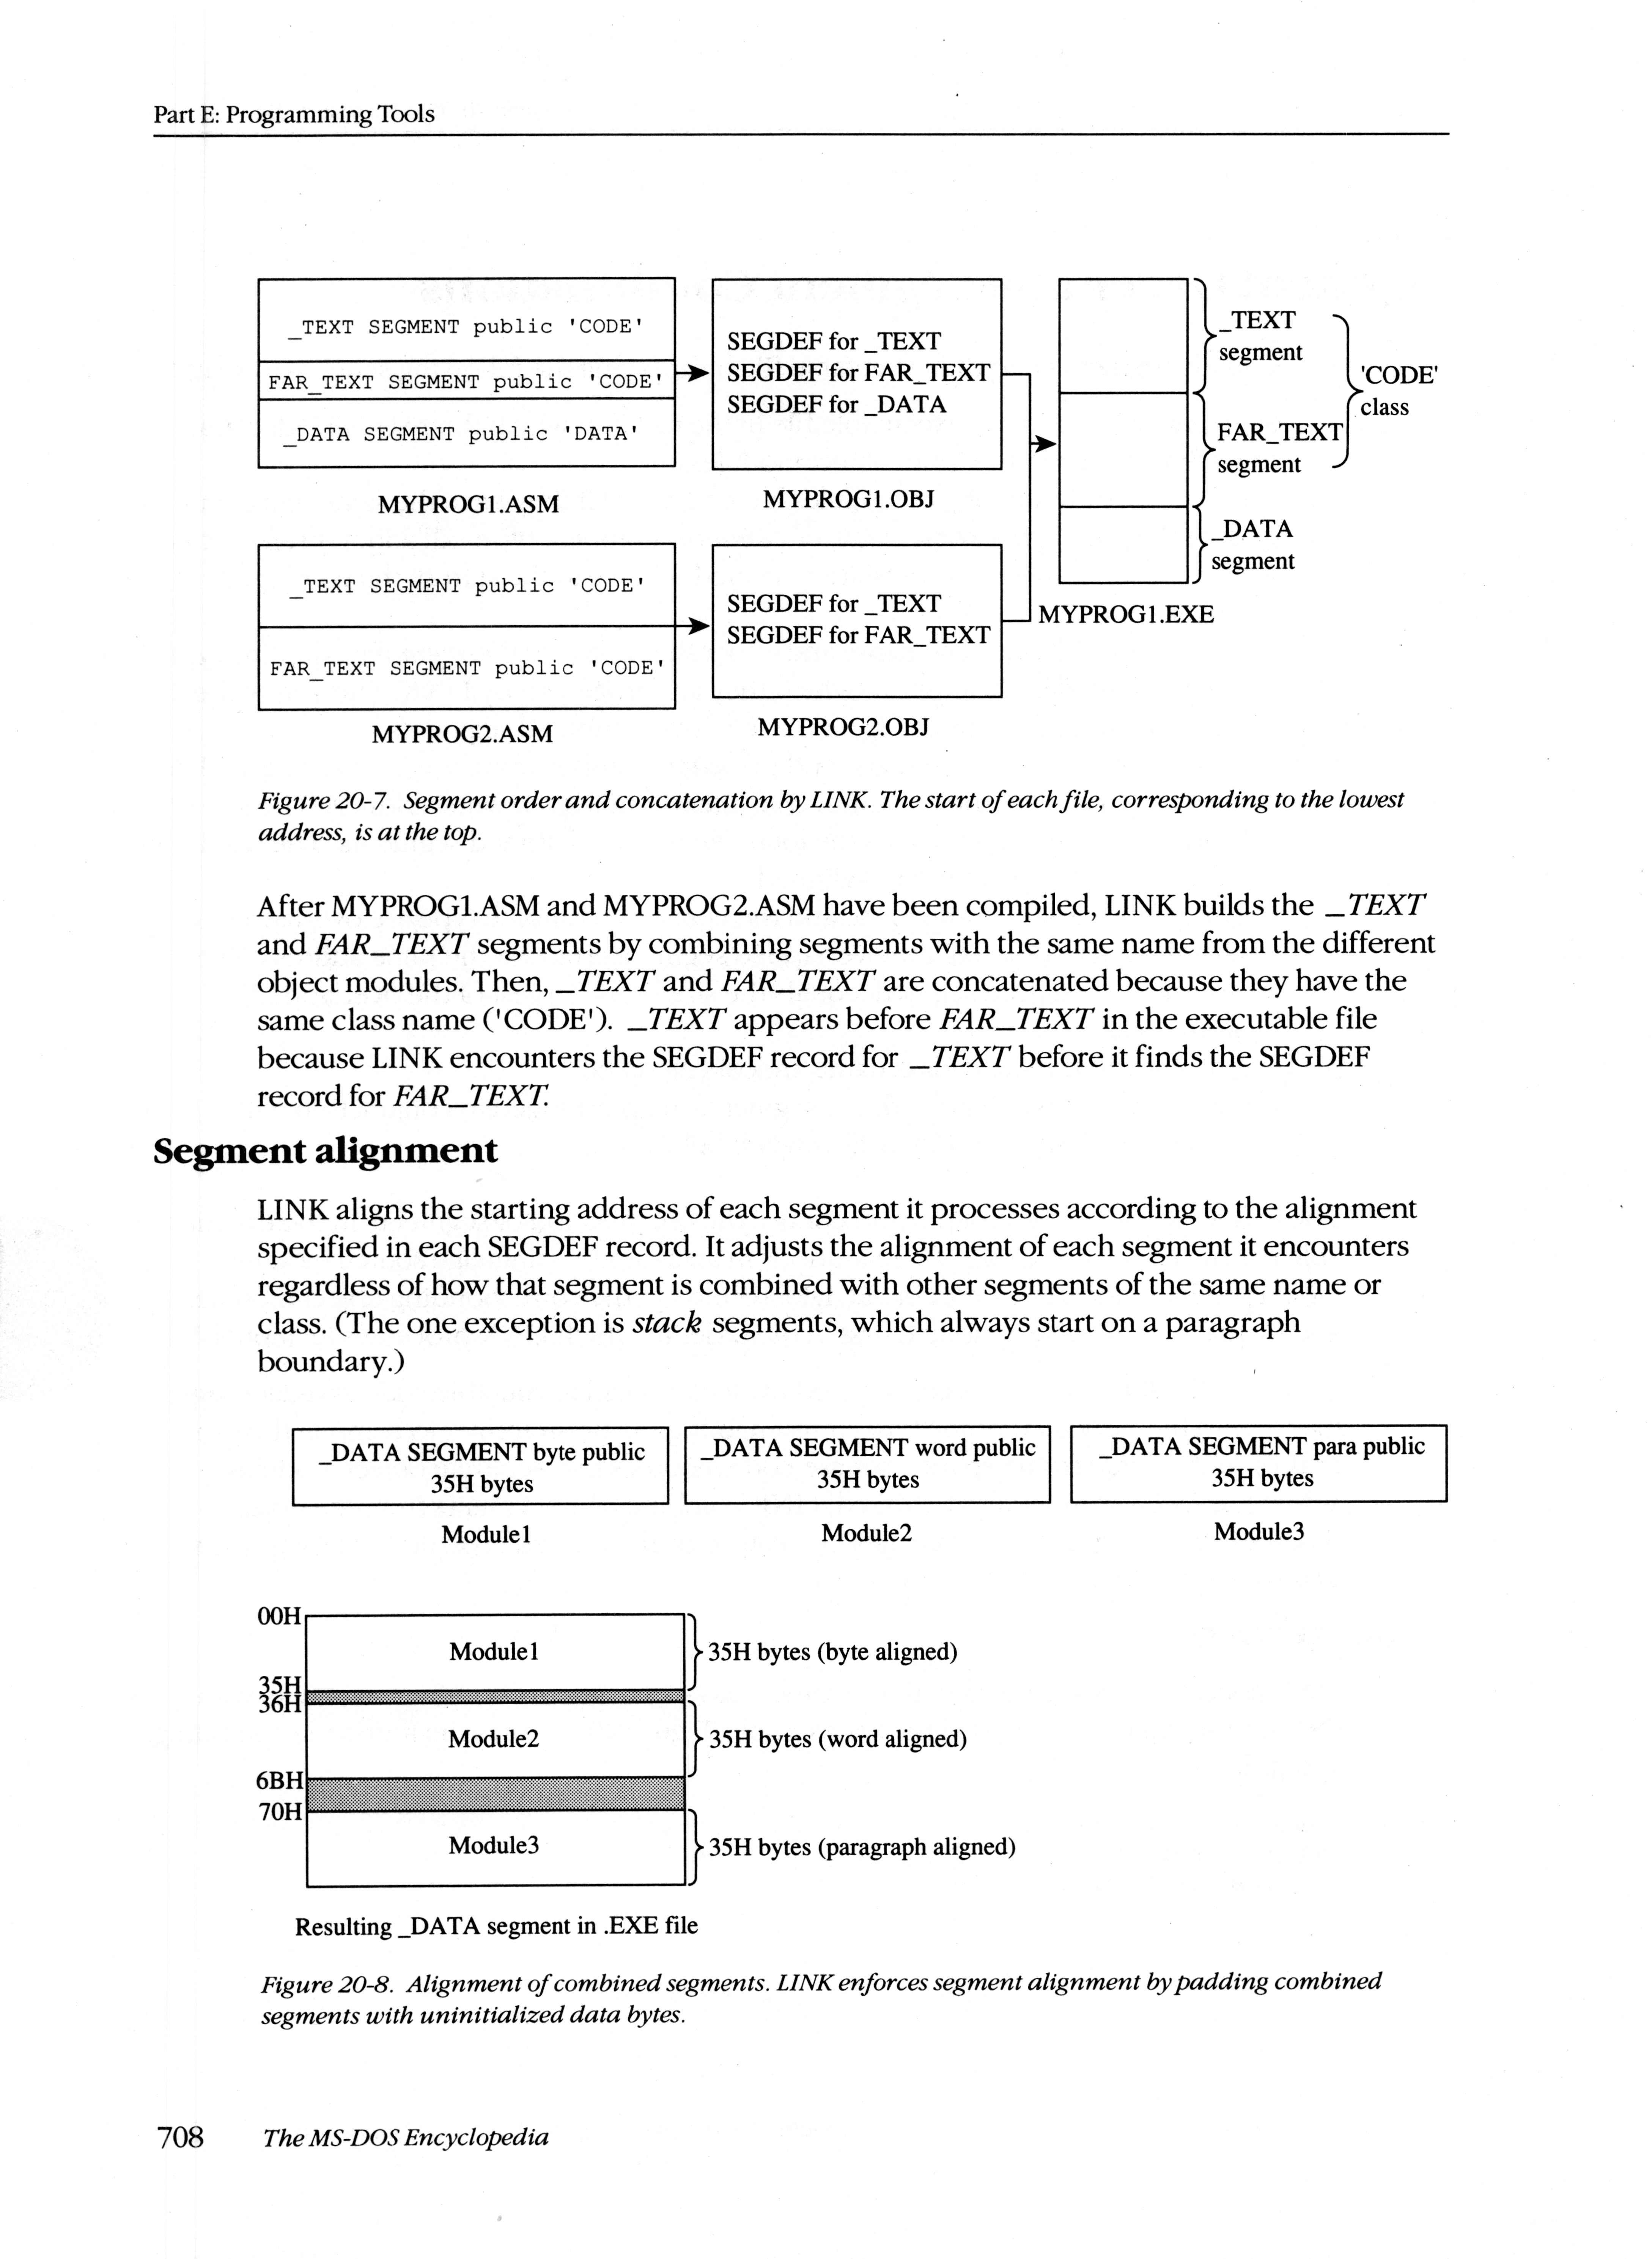 Part E: Programming Tools
_TEXT SEGMENT public 'CODE'
FAR_TEXT SEGMENT public 'CODE'
_DATA SEGMENT public 'DATA'
MYPROG1.ASM
SEGDEF for _TEXT
SEGDEF for FAR_TEXT
SEGDEF for _DATA
MYPROG1.OBJ
_TEXT SEGMENT public 'CODE'
FAR_TEXT SEGMENT public 'CODE'
MYPROG2.ASM
SEGDEF for _TEXT
SEGDEF for FAR_TEXT
MYPROG2.OBJ
_TEXT
segment
FAR_TEXT
segment
'CODE'
class
_DATA
segment
MYPROG1.EXE
Figure 20-7. Segment order and concatenation by LINK. The start of each file, corresponding to the lowest
address, is at the top.
After MYPROG1.ASM and MYPROG2.ASM have been compiled, LINK builds the _TEXT
and FAR_TEXT segments by combining segments with the same name from the different
object modules. Then, _TEXT and FAR_TEXT are concatenated because they have the
same class name ('CODE'). _TEXT appears before FAR_TEXT in the executable file
because LINK encounters the SEGDEF record for _TEXT before it finds the SEGDEF
record for FAR_TEXT.
Segment alignment
LINK aligns the starting address of each segment it processes according to the alignment
specified in each SEGDEF record. It adjusts the alignment of each segment it encounters
regardless of how that segment is combined with other segments of the same name or
class. (The one exception is stack segments, which always start on a paragraph
boundary.)
_DATA SEGMENT byte public
35H bytes
Module1
_DATA SEGMENT word public
35H bytes
Module2
_DATA SEGMENT para public
35H bytes
Module3
00H
Module1
35H bytes (byte aligned)
35H
36H
Module2
35H bytes (word aligned)
6BH
70H
Module3
35H bytes (paragraph aligned)
Resulting _DATA segment in .EXE file
Figure 20-8. Alignment of combined segments. LINK enforces segment alignment by padding combined
segments with uninitialized data bytes.
708 The MS-DOS Encyclopedia